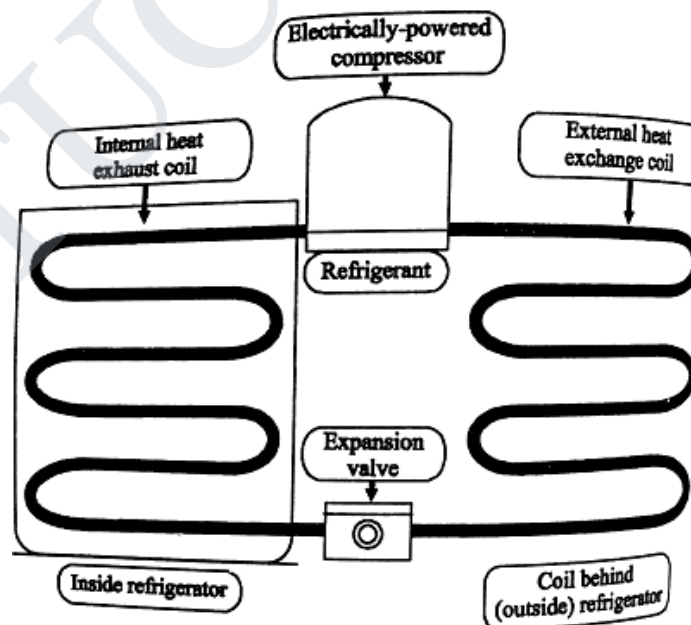 Electrically-powered
compressor
Internal heat
exhaust coil
External heat
exchange coil
Refrigerant
Expansion
valve
Inside refrigerator
Coil behind
(outside) refrigerator